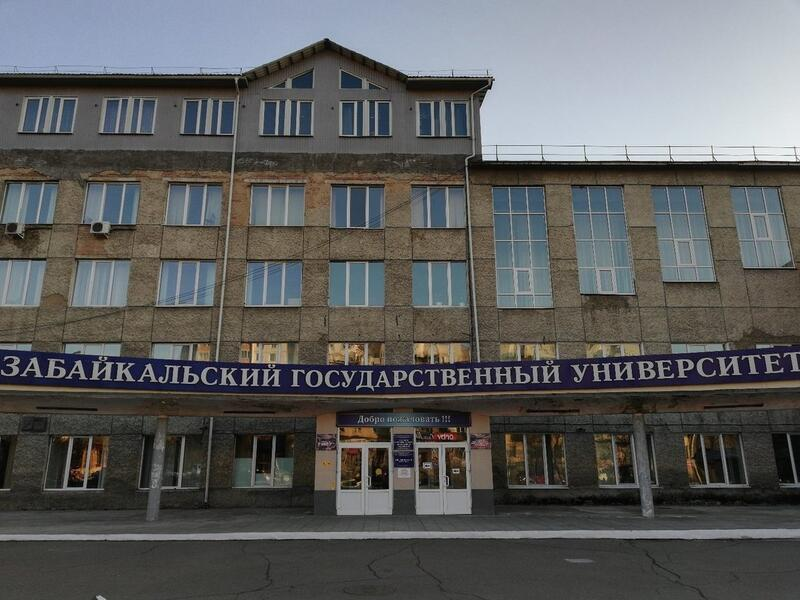 ЗАБАЙКАЛЬСКИЙ ГОСУДАРСТВЕННЫЙ УНИВЕРСИТЕТ
Добро пожаловать !!!